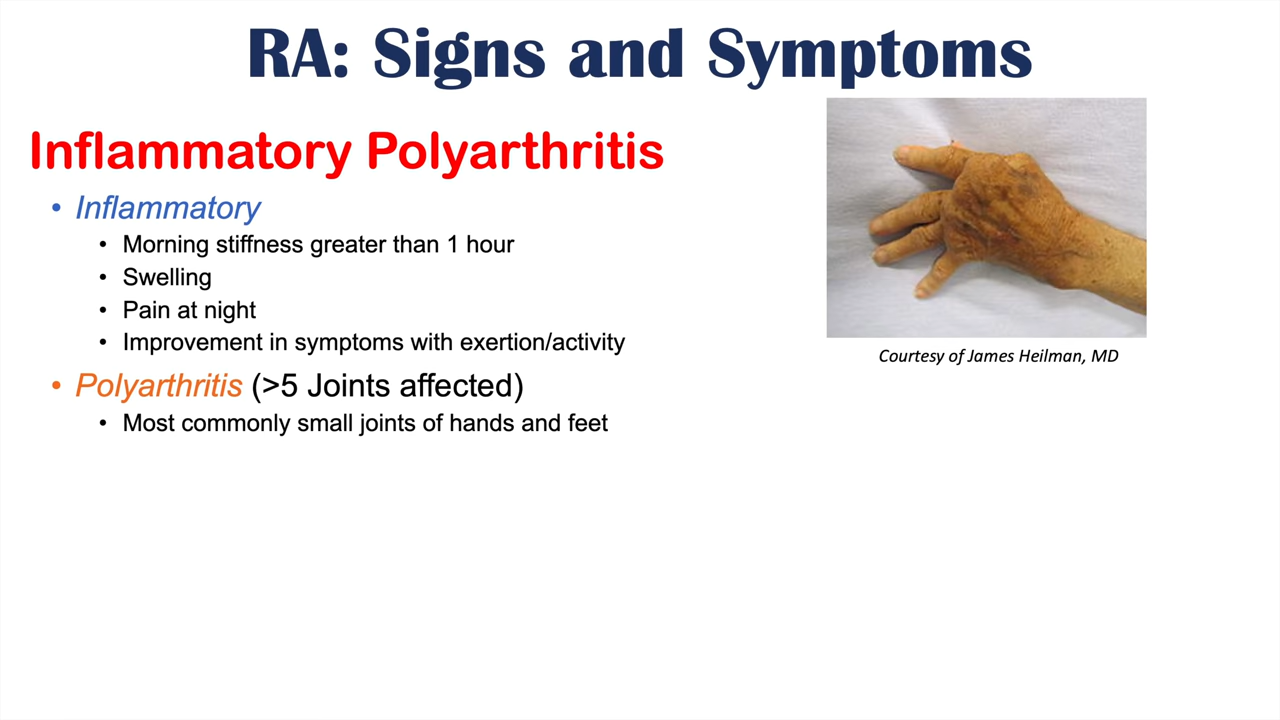 RA: Signs and Symptoms
Inflammatory Polyarthritis
• Inflammatory
• Morning stiffness greater than 1 hour
• Swelling
• Pain at night
• Improvement in symptoms with exertion/activity
• Polyarthritis (>5 Joints affected)
• Most commonly small joints of hands and feet
Courtesy of James Heilman, MD